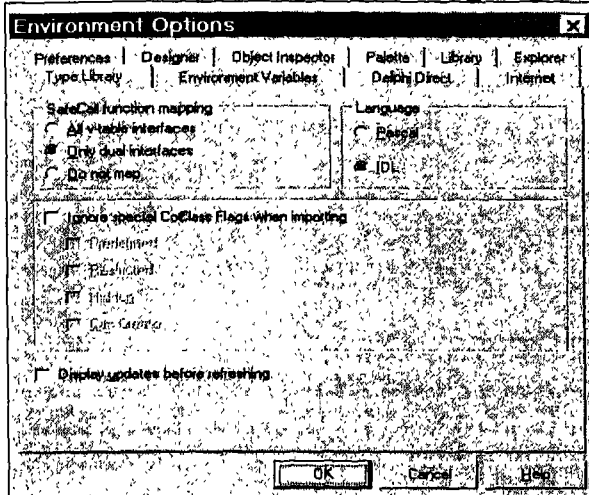 Environment Options
Preferences Designer Object Inspector Palette Library Explorer
Type Library Environment Variables Delphi Direct Internet
SafeCall function mapping
All v-table interfaces
Only dual interfaces
Do not map
Language
Pascal
IDL
Ignore special CoClass Flags when importing
Predefined
Restricted
Hidden
Can Create
Display updates before refreshing
OK Cancel Help